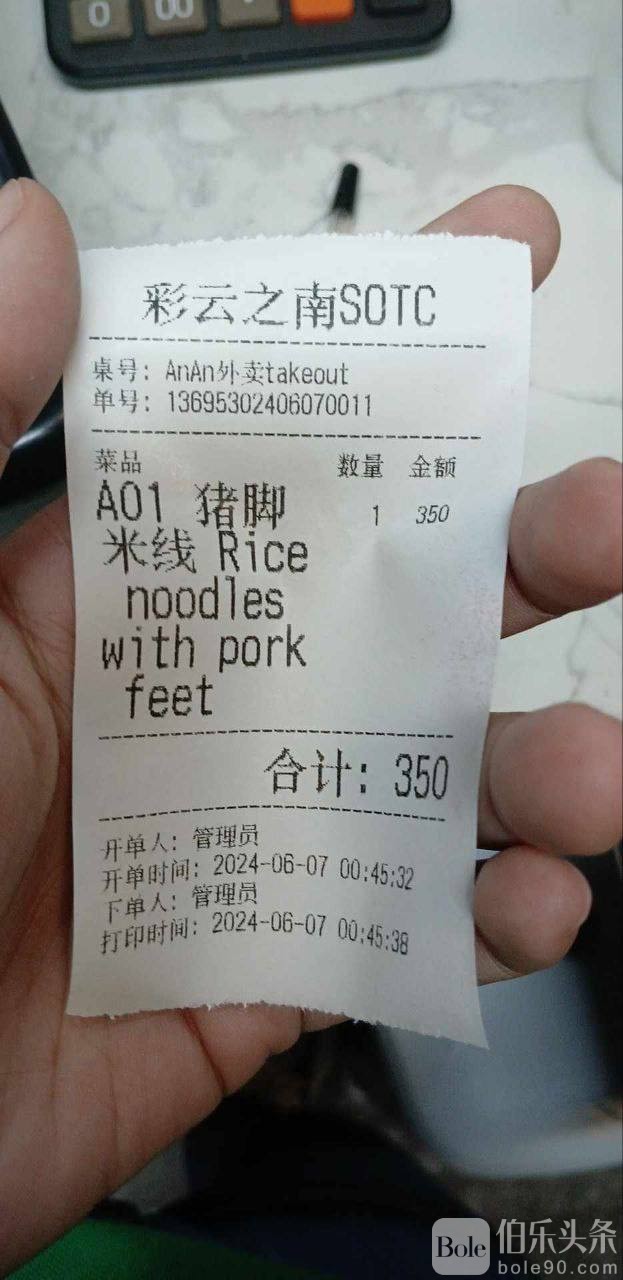 0 00
彩云之南SOTC
桌号: AnAn外卖takeout
单号: 13695302406070011
菜品 数量 金额
A01 猪脚 1 350
米线 Rice
noodles
with pork
feet
合计: 350
开单人: 管理员
开单时间: 2024-06-07 00:45:32
下单人: 管理员
打印时间: 2024-06-07 00:45:38
Bole 伯乐头条
bole90.com